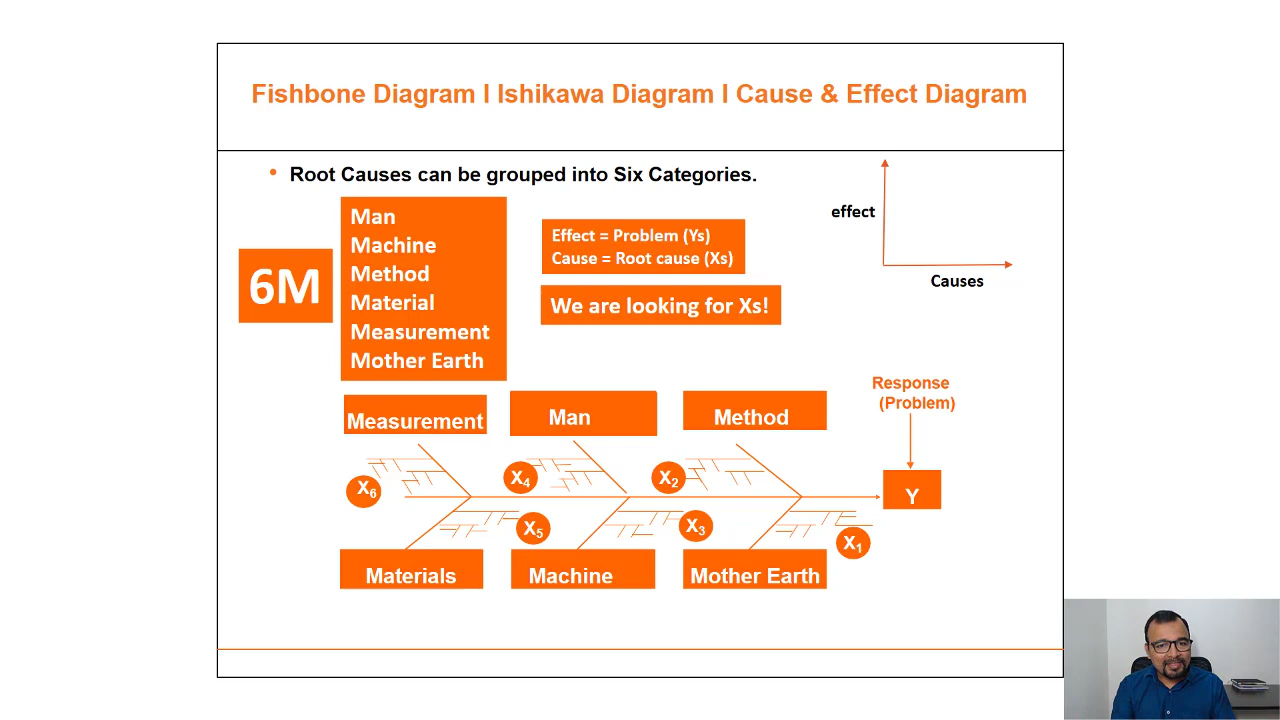 Fishbone Diagram I Ishikawa Diagram I Cause & Effect Diagram
• Root Causes can be grouped into Six Categories.
6M
Man
Machine
Method
Material
Measurement
Mother Earth
Effect = Problem (Ys)
Cause = Root cause (Xs)
We are looking for Xs!
effect
Causes
Response
(Problem)
Measurement
Man
Method
X6
X4
X2
Y
X5
X3
X1
Materials
Machine
Mother Earth